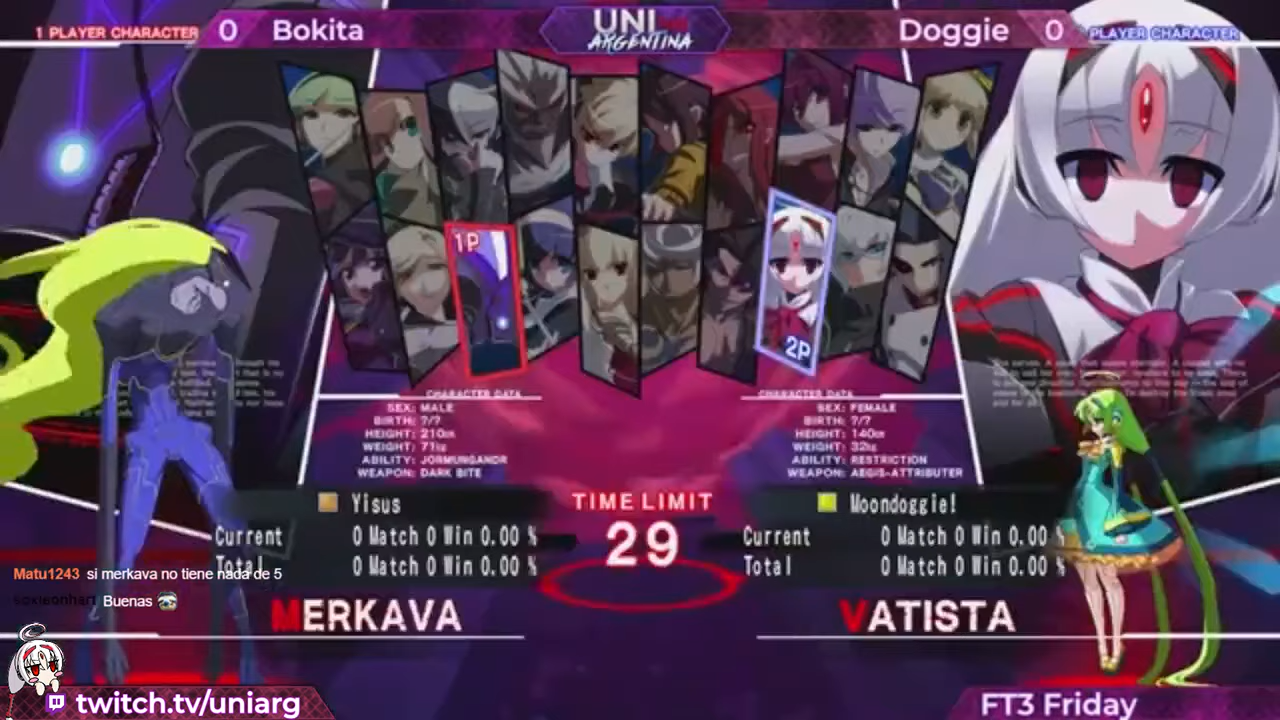 1 PLAYER CHARACTER
0 Bokita
UNI
ARGENTINA
Doggie 0
PLAYER CHARACTER
1P
2P
CHARACTER DATA
SEX: MALE
BIRTH: ?/?
HEIGHT: 210cm
WEIGHT: 71kg
ABILITY: JORMUNGANDR
WEAPON: DARK BITE
CHARACTER DATA
SEX: FEMALE
BIRTH: ?/?
HEIGHT: 140cm
WEIGHT: 32kg
ABILITY: RESTRICTION
WEAPON: AEGIS-ATTRIBUTER
Yisus
Current 0 Match 0 Win 0.00 %
Total 0 Match 0 Win 0.00 %
TIME LIMIT
29
Moondoggie!
Current 0 Match 0 Win 0.00 %
Total 0 Match 0 Win 0.00 %
Matu1243 si merkava no tiene nada de 5
Buenas
MERKAVA
VATISTA
twitch.tv/uniarg
FT3 Friday